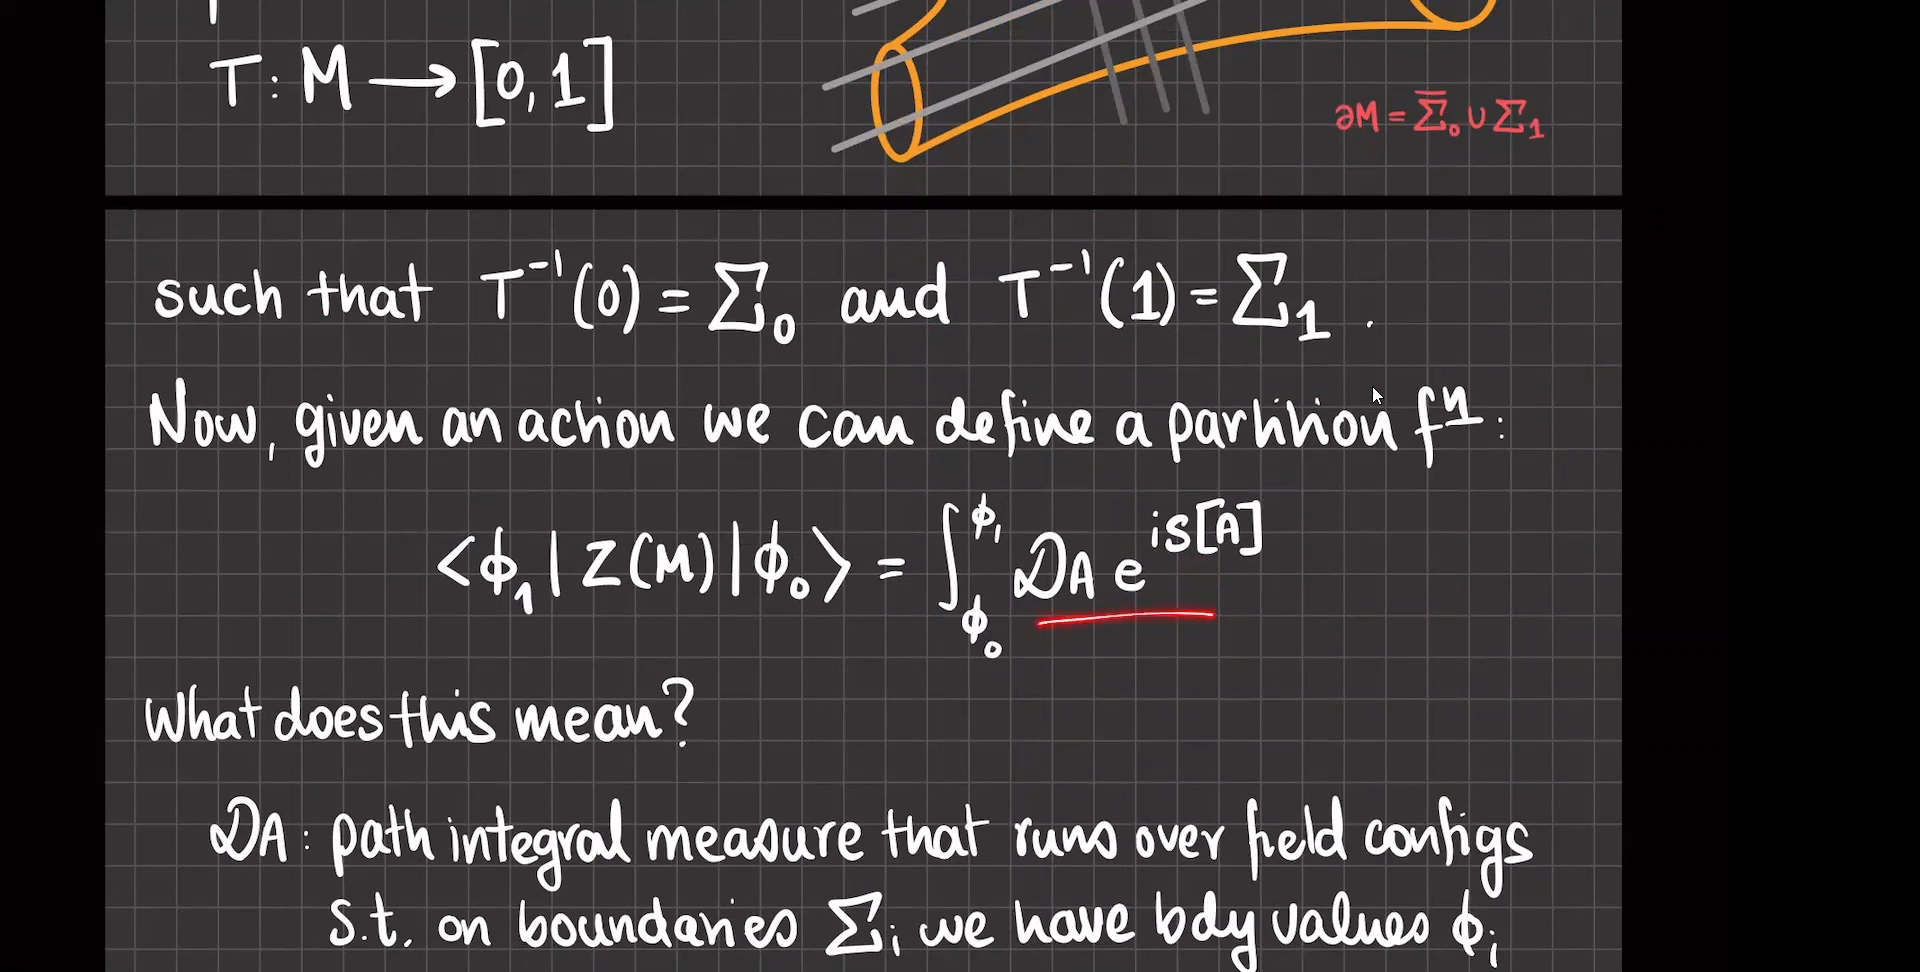 T: M → [0, 1]
∂M = Σ̅₀ ∪ Σ₁
such that T⁻¹(0) = Σ₀ and T⁻¹(1) = Σ₁ .
Now, given an action we can define a partition fⁿ :
<ϕ₁| Z(M) |ϕ₀> = ∫_{ϕ₀}^{ϕ₁} 𝒟A e^{iS[A]}
What does this mean?
𝒟A : path integral measure that runs over field configs
s.t. on boundaries Σᵢ we have bdy values ϕᵢ